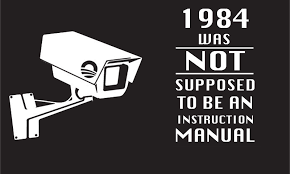 1984
WAS
NOT
SUPPOSED
TO BE AN
INSTRUCTION
MANUAL